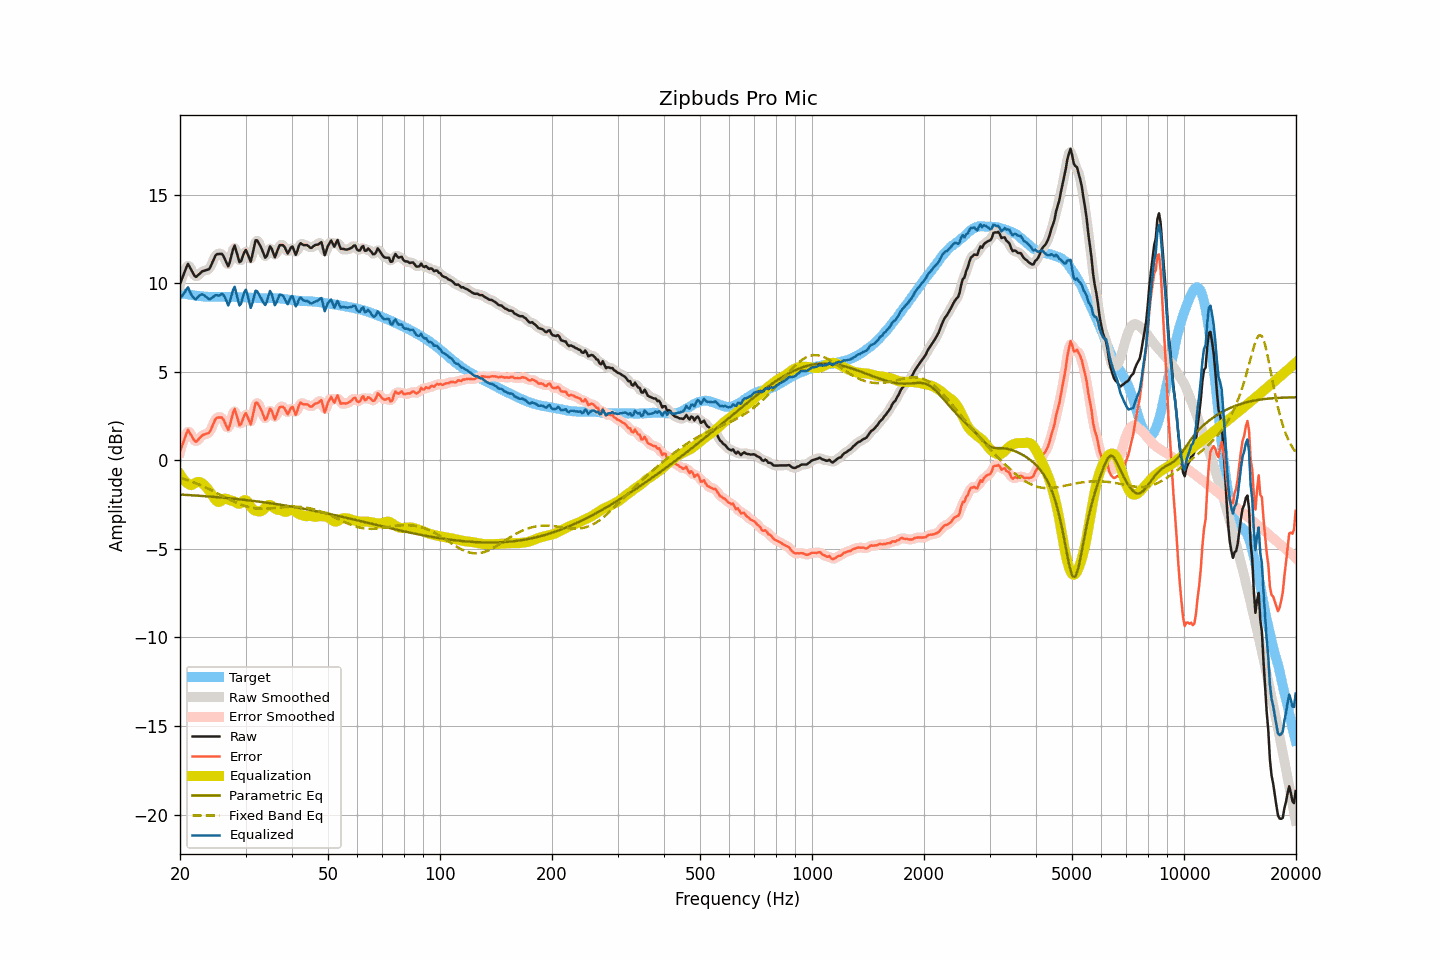 Zipbuds Pro Mic
Amplitude (dBr)
15
10
5
0
−5
−10
−15
−20
Target
Raw Smoothed
Error Smoothed
Raw
Error
Equalization
Parametric Eq
Fixed Band Eq
Equalized
20 50 100 200 500 1000 2000 5000 10000 20000
Frequency (Hz)